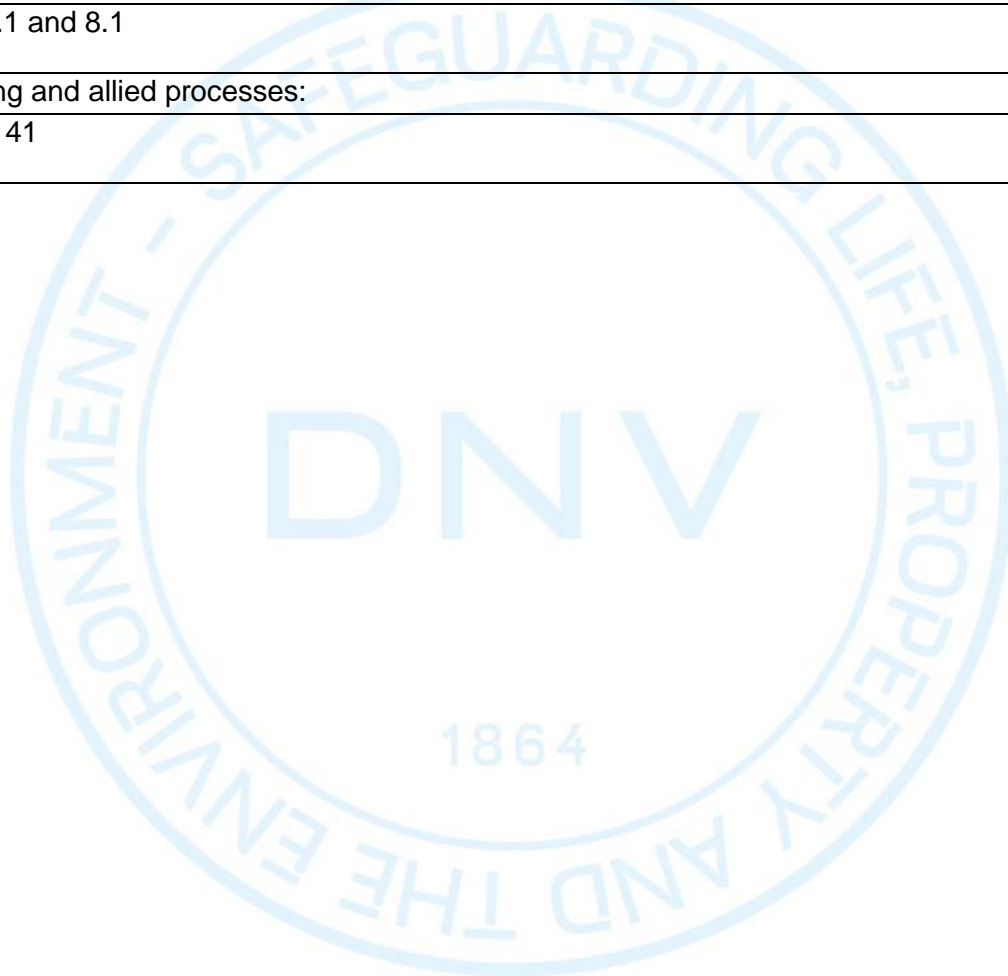 .1 and 8.1
ng and allied processes:
41
SAFEGUARDING LIFE, PROPERTY AND THE ENVIRONMENT -
DNV
1864